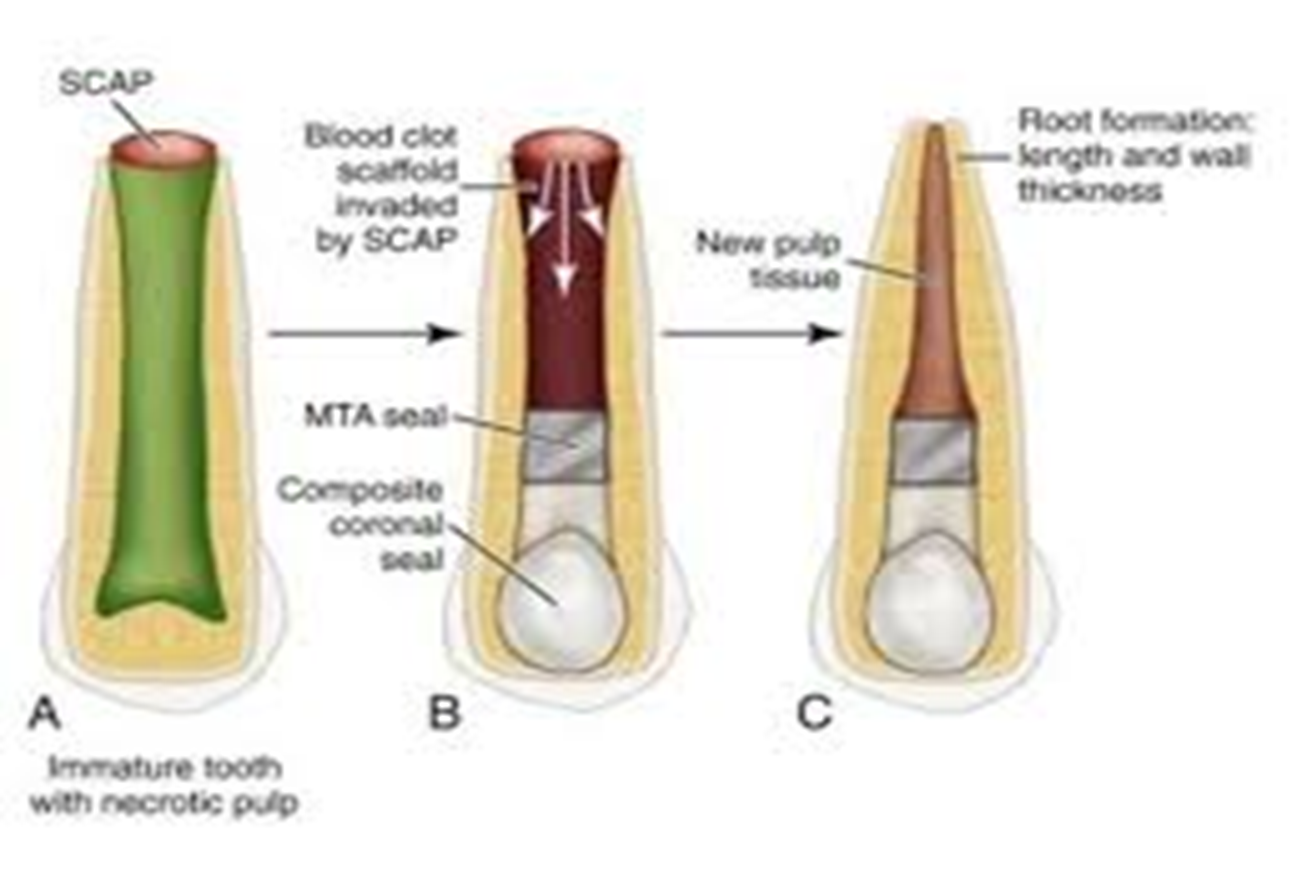 SCAP
Blood clot
scaffold
invaded
by SCAP
MTA seal
Composite
coronal
seal
New pulp
tissue
Root formation:
length and wall
thickness
A
B
C
Immature tooth
with necrotic pulp